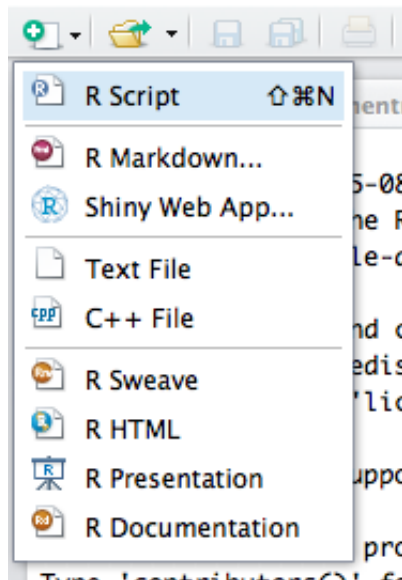 R Script ⇧⌘N
R Markdown...
Shiny Web App...
Text File
C++ File
R Sweave
R HTML
R Presentation
R Documentation